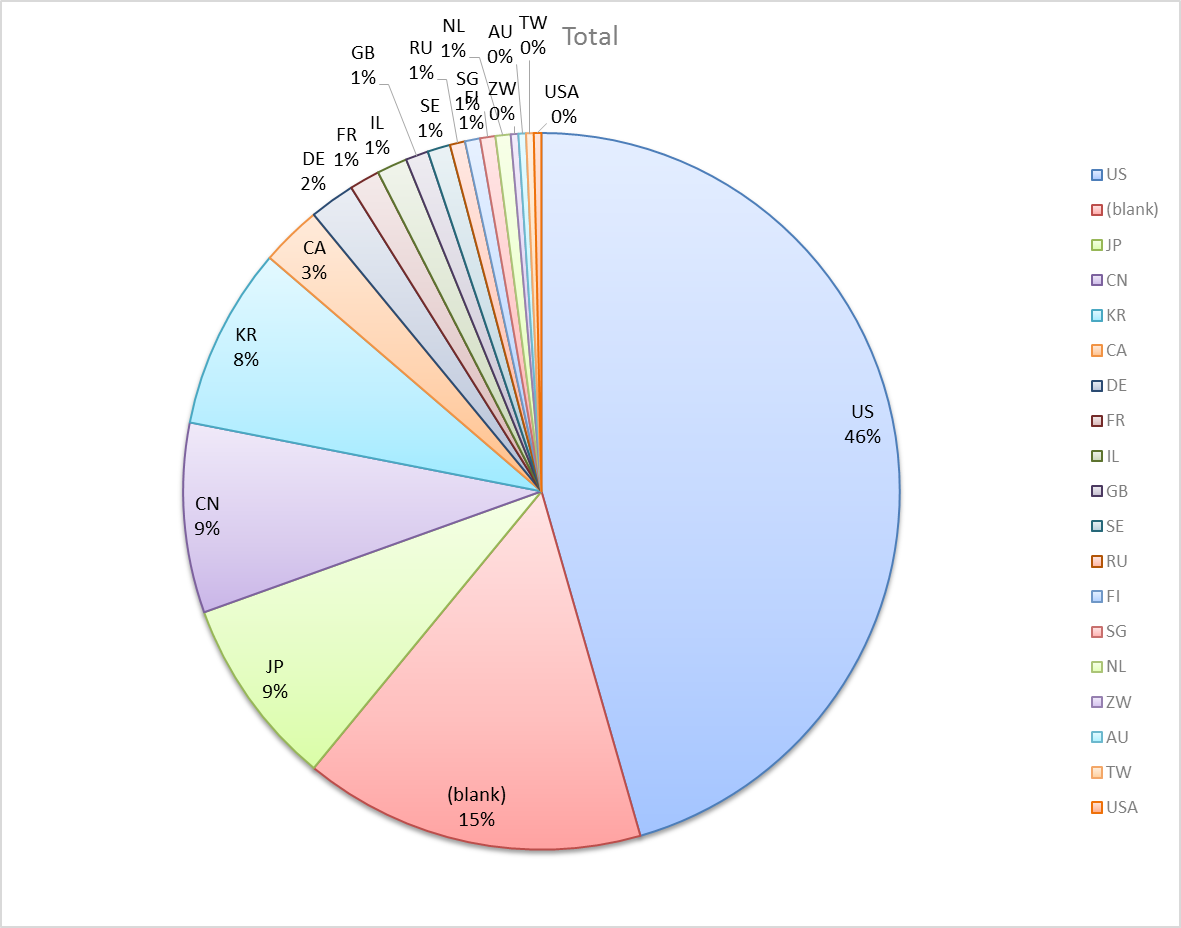 Total
US
46%
(blank)
15%
JP
9%
CN
9%
KR
8%
CA
3%
DE
2%
FR
1%
IL
1%
GB
1%
SE
1%
RU
1%
FI
1%
SG
1%
NL
1%
ZW
0%
AU
0%
TW
0%
USA
0%
US
(blank)
JP
CN
KR
CA
DE
FR
IL
GB
SE
RU
FI
SG
NL
ZW
AU
TW
USA